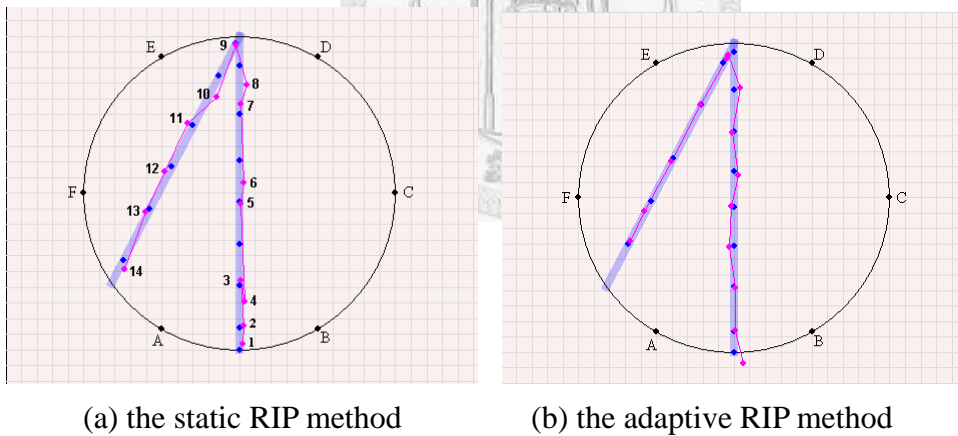 E
D
9
8
10
7
11
12
6
F
C
5
13
14
3
4
2
1
A
B
E
D
F
C
A
B
(a) the static RIP method
(b) the adaptive RIP method